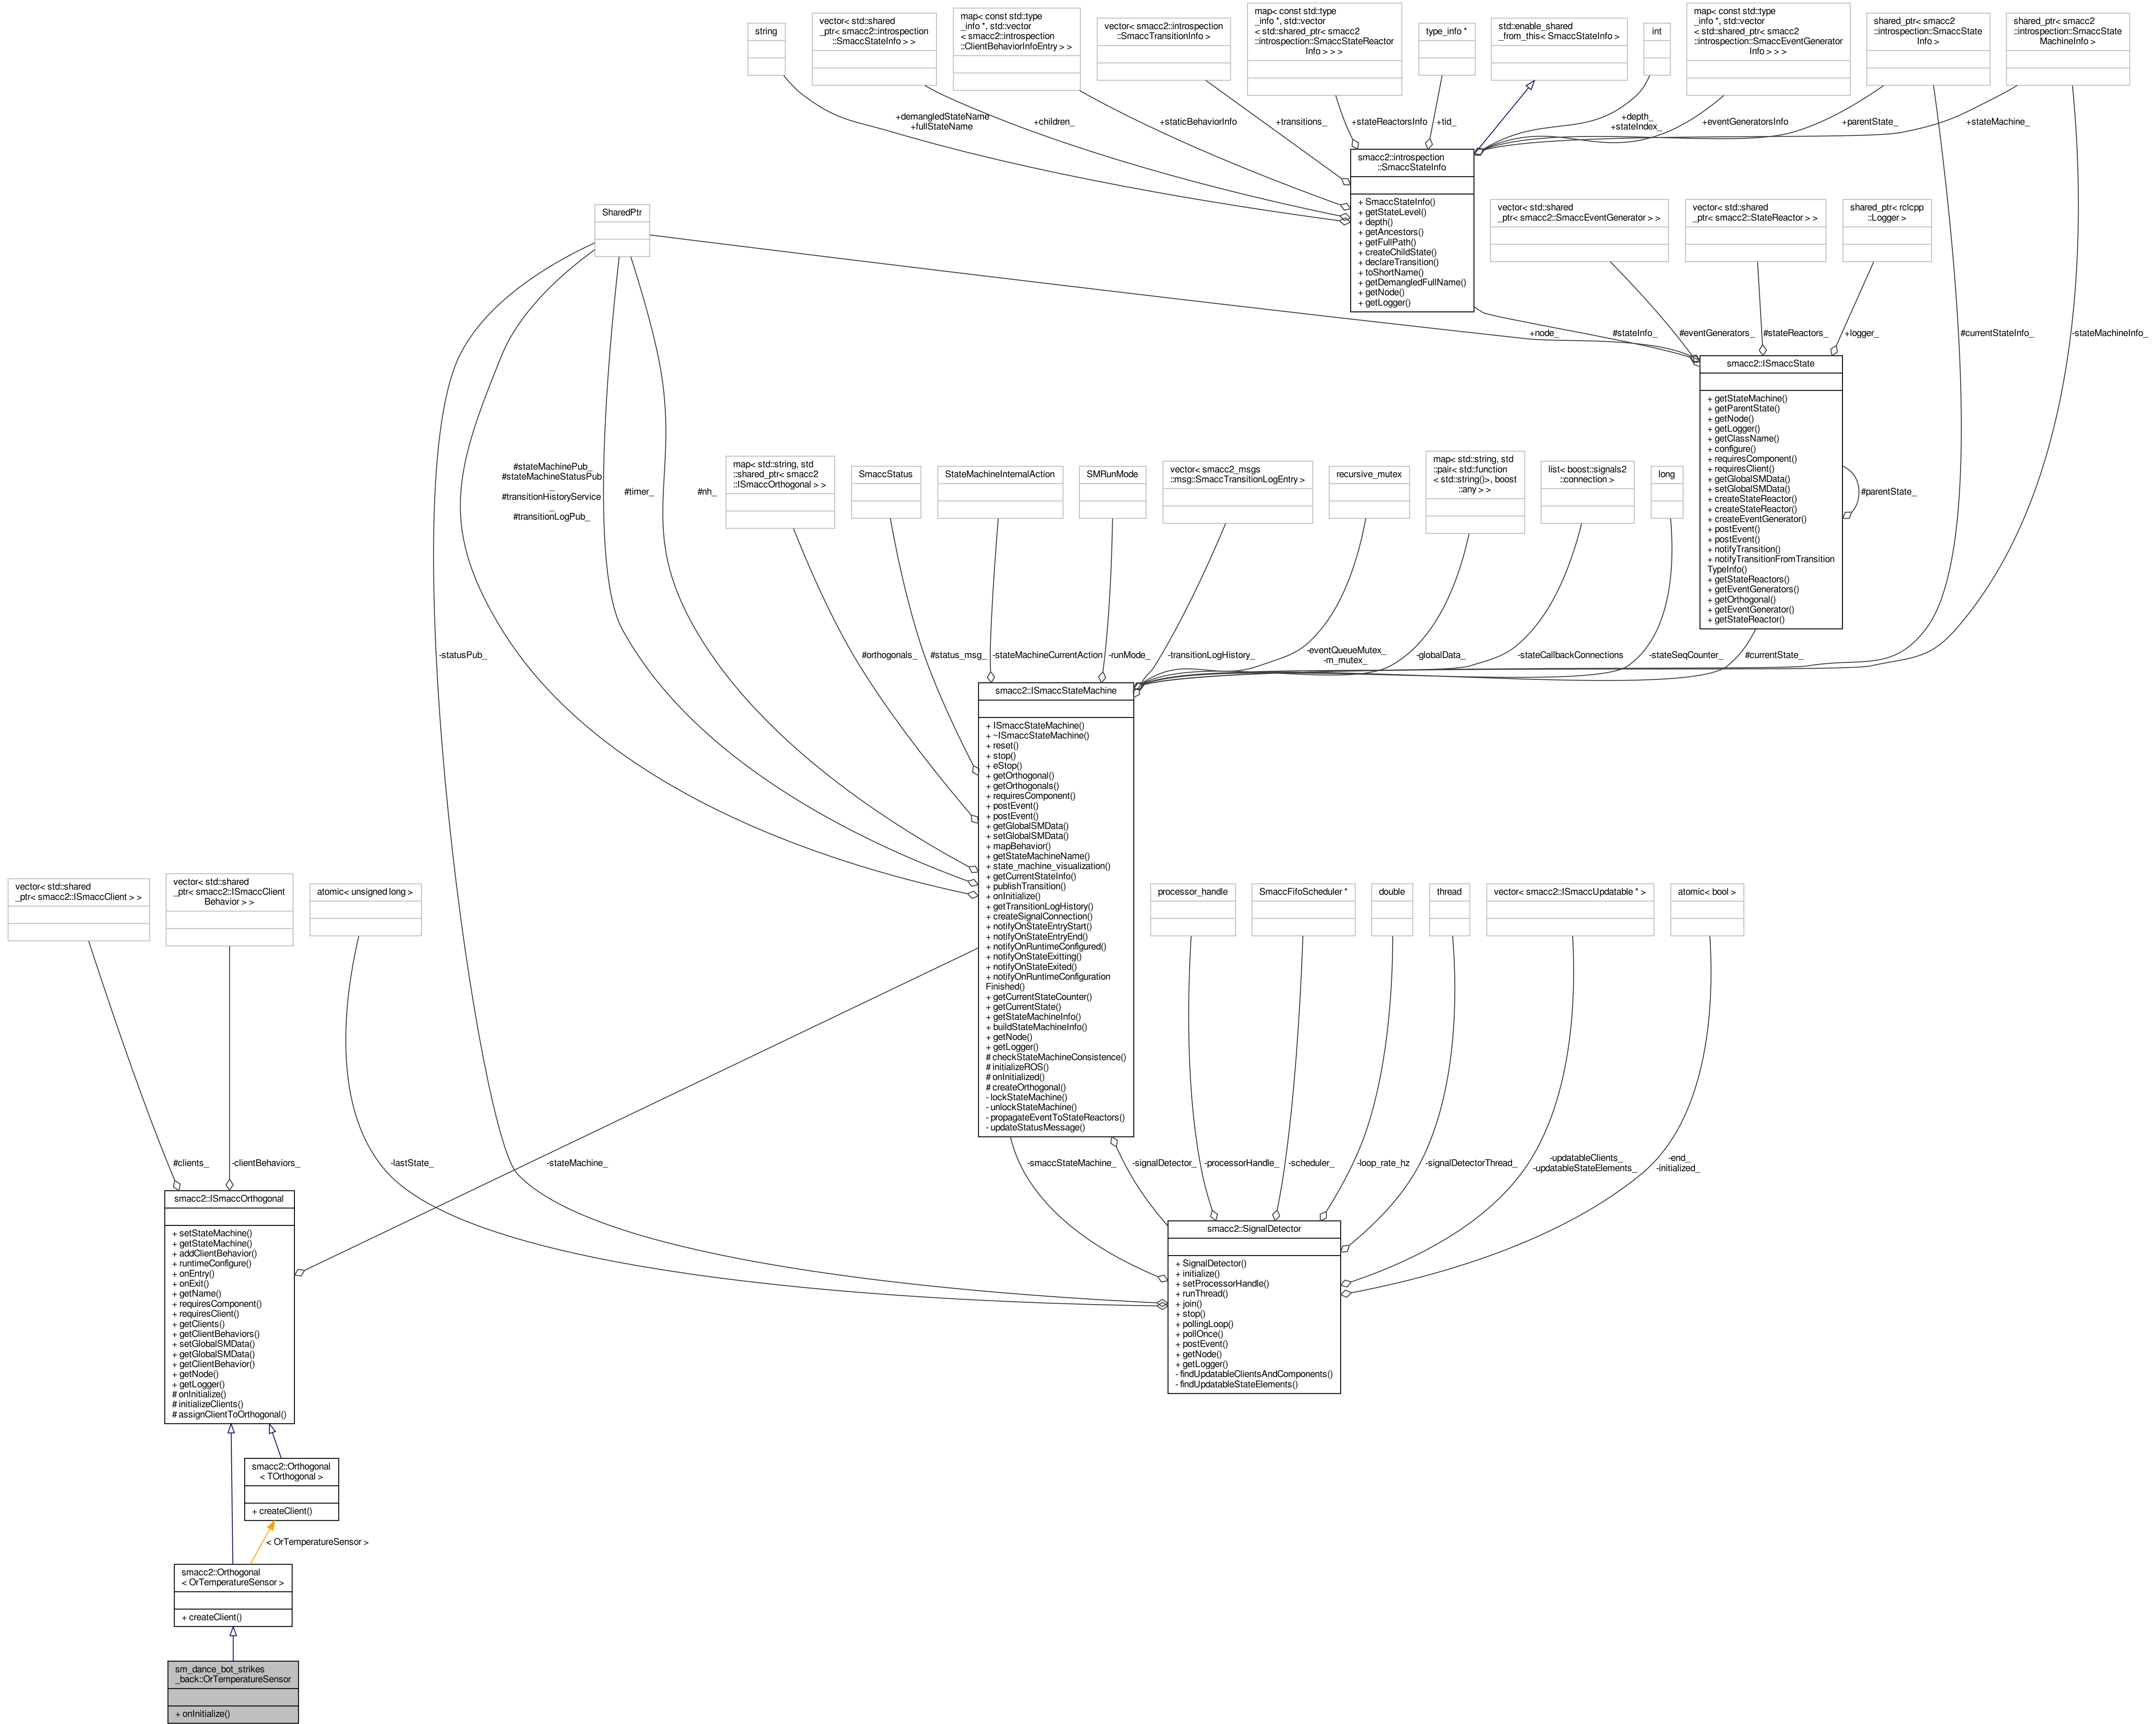 string
vector< std::shared
_ptr< smacc2::introspection
::SmaccStateInfo > >
map< const std::type
_info *, std::vector
< smacc2::introspection
::ClientBehaviorInfoEntry > >
vector< smacc2::introspection
::SmaccTransitionInfo >
map< const std::type
_info *, std::vector
< std::shared_ptr< smacc2
::introspection::SmaccStateReactor
Info > > >
type_info *
std::enable_shared
_from_this< SmaccStateInfo >
int
map< const std::type
_info *, std::vector
< std::shared_ptr< smacc2
::introspection::SmaccEventGenerator
Info > > >
shared_ptr< smacc2
::introspection::SmaccState
Info >
shared_ptr< smacc2
::introspection::SmaccState
MachineInfo >
+demangledStateName
+fullStateName
+children_
+staticBehaviorInfo
+transitions_
+stateReactorsInfo
+tid_
+depth_
+stateIndex_
+eventGeneratorsInfo
+parentState_
+stateMachine_
smacc2::introspection
::SmaccStateInfo
+ SmaccStateInfo()
+ getStateLevel()
+ depth()
+ getAncestors()
+ getFullPath()
+ createChildState()
+ declareTransition()
+ toShortName()
+ getDemangledFullName()
+ getNode()
+ getLogger()
SharedPtr
vector< std::shared
_ptr< smacc2::SmaccEventGenerator > >
vector< std::shared
_ptr< smacc2::StateReactor > >
shared_ptr< rclcpp
::Logger >
+node_
#stateInfo_
#eventGenerators_
#stateReactors_
+logger_
#currentStateInfo_
-stateMachineInfo_
smacc2::ISmaccState
+ getStateMachine()
+ getParentState()
+ getNode()
+ getLogger()
+ getClassName()
+ configure()
+ requiresComponent()
+ requiresClient()
+ getGlobalSMData()
+ setGlobalSMData()
+ createStateReactor()
+ createStateReactor()
+ createEventGenerator()
+ postEvent()
+ postEvent()
+ notifyTransition()
+ notifyTransitionFromTransition
TypeInfo()
+ getStateReactors()
+ getEventGenerators()
+ getOrthogonal()
+ getEventGenerator()
+ getStateReactor()
#parentState_
#stateMachinePub_
#stateMachineStatusPub
_
#transitionHistoryService
_
#transitionLogPub_
#timer_
#nh_
map< std::string, std
::shared_ptr< smacc2
::ISmaccOrthogonal > >
SmaccStatus
StateMachineInternalAction
SMRunMode
vector< smacc2_msgs
::msg::SmaccTransitionLogEntry >
recursive_mutex
map< std::string, std
::pair< std::function
< std::string()>, boost
::any > >
list< boost::signals2
::connection >
long
-statusPub_
#orthogonals_
#status_msg_
-stateMachineCurrentAction
-runMode_
-transitionLogHistory_
-eventQueueMutex_
-m_mutex_
-globalData_
-stateCallbackConnections
-stateSeqCounter_
#currentState_
smacc2::ISmaccStateMachine
+ ISmaccStateMachine()
+ ~ISmaccStateMachine()
+ reset()
+ stop()
+ eStop()
+ getOrthogonal()
+ getOrthogonals()
+ requiresComponent()
+ postEvent()
+ postEvent()
+ getGlobalSMData()
+ setGlobalSMData()
+ mapBehavior()
+ getStateMachineName()
+ state_machine_visualization()
+ getCurrentStateInfo()
+ publishTransition()
+ onInitialize()
+ getTransitionLogHistory()
+ createSignalConnection()
+ notifyOnStateEntryStart()
+ notifyOnStateEntryEnd()
+ notifyOnRuntimeConfigured()
+ notifyOnStateExitting()
+ notifyOnStateExited()
+ notifyOnRuntimeConfiguration
Finished()
+ getCurrentStateCounter()
+ getCurrentState()
+ getStateMachineInfo()
+ buildStateMachineInfo()
+ getNode()
+ getLogger()
# checkStateMachineConsistence()
# initializeROS()
# onInitialized()
# createOrthogonal()
- lockStateMachine()
- unlockStateMachine()
- propagateEventToStateReactors()
- updateStatusMessage()
vector< std::shared
_ptr< smacc2::ISmaccClient > >
vector< std::shared
_ptr< smacc2::ISmaccClient
Behavior > >
atomic< unsigned long >
processor_handle
SmaccFifoScheduler *
double
thread
vector< smacc2::ISmaccUpdatable * >
atomic< bool >
#clients_
-clientBehaviors_
-lastState_
-stateMachine_
-smaccStateMachine_
-signalDetector_
-processorHandle_
-scheduler_
-loop_rate_hz
-signalDetectorThread_
-updatableClients_
-updatableStateElements_
-end_
-initialized_
smacc2::ISmaccOrthogonal
+ setStateMachine()
+ getStateMachine()
+ addClientBehavior()
+ runtimeConfigure()
+ onEntry()
+ onExit()
+ getName()
+ requiresComponent()
+ requiresClient()
+ getClients()
+ getClientBehaviors()
+ setGlobalSMData()
+ getGlobalSMData()
+ getClientBehavior()
+ getNode()
+ getLogger()
# onInitialize()
# initializeClients()
# assignClientToOrthogonal()
smacc2::SignalDetector
+ SignalDetector()
+ initialize()
+ setProcessorHandle()
+ runThread()
+ join()
+ stop()
+ pollingLoop()
+ pollOnce()
+ postEvent()
+ getNode()
+ getLogger()
- findUpdatableClientsAndComponents()
- findUpdatableStateElements()
smacc2::Orthogonal
< TOrthogonal >
+ createClient()
< OrTemperatureSensor >
smacc2::Orthogonal
< OrTemperatureSensor >
+ createClient()
sm_dance_bot_strikes
_back::OrTemperatureSensor
+ onInitialize()